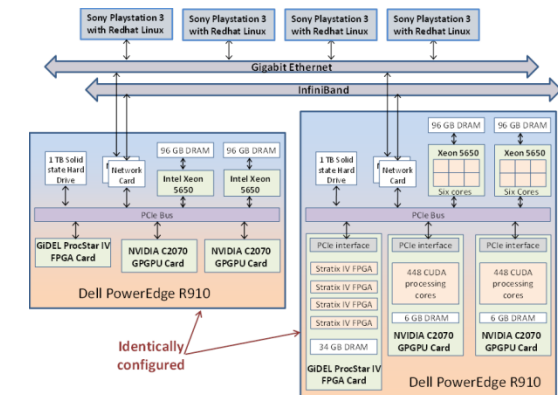 Sony Playstation 3
with Redhat Linux
Sony Playstation 3
with Redhat Linux
Sony Playstation 3
with Redhat Linux
Sony Playstation 3
with Redhat Linux
Gigabit Ethernet
InfiniBand
96 GB DRAM
96 GB DRAM
1 TB Solid
state Hard
Drive
Network
Card
Intel Xeon
5650
Intel Xeon
5650
PCIe Bus
GiDEL ProcStar IV
FPGA Card
NVIDIA C2070
GPGPU Card
NVIDIA C2070
GPGPU Card
Dell PowerEdge R910
Identically
configured
96 GB DRAM
96 GB DRAM
1 TB Solid
state Hard
Drive
Network
Card
Xeon 5650
Six cores
Xeon 5650
Six Cores
PCIe Bus
PCIe interface
Stratix IV FPGA
Stratix IV FPGA
Stratix IV FPGA
Stratix IV FPGA
34 GB DRAM
GiDEL ProcStar IV
FPGA Card
PCIe interface
448 CUDA
processing
cores
6 GB DRAM
NVIDIA C2070
GPGPU Card
PCIe interface
448 CUDA
processing
cores
6 GB DRAM
NVIDIA C2070
GPGPU Card
Dell PowerEdge R910